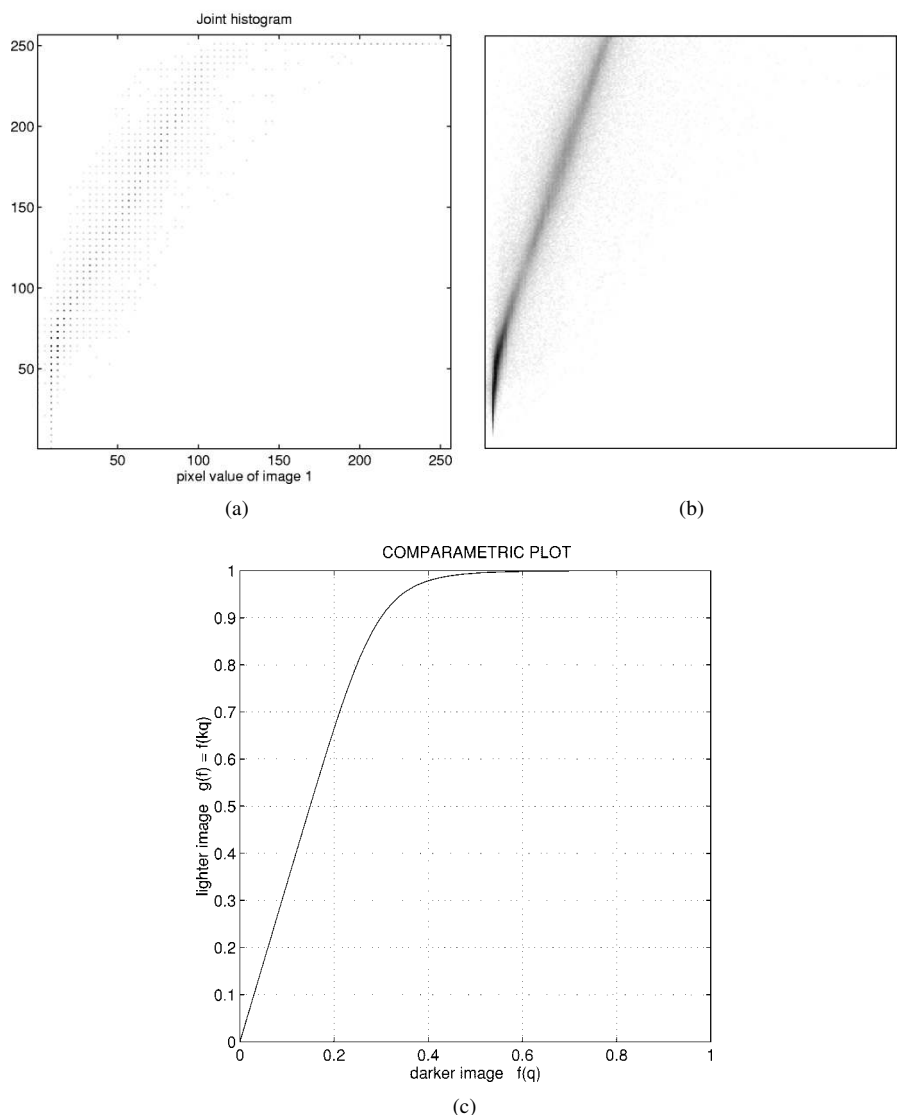 Joint histogram
250
200
150
100
50
50 100 150 200 250
pixel value of image 1
(a)
(b)
COMPARAMETRIC PLOT
1
0.9
0.8
0.7
0.6
0.5
0.4
0.3
0.2
0.1
0
lighter image g(f) = f(kq)
0 0.2 0.4 0.6 0.8 1
darker image f(q)
(c)